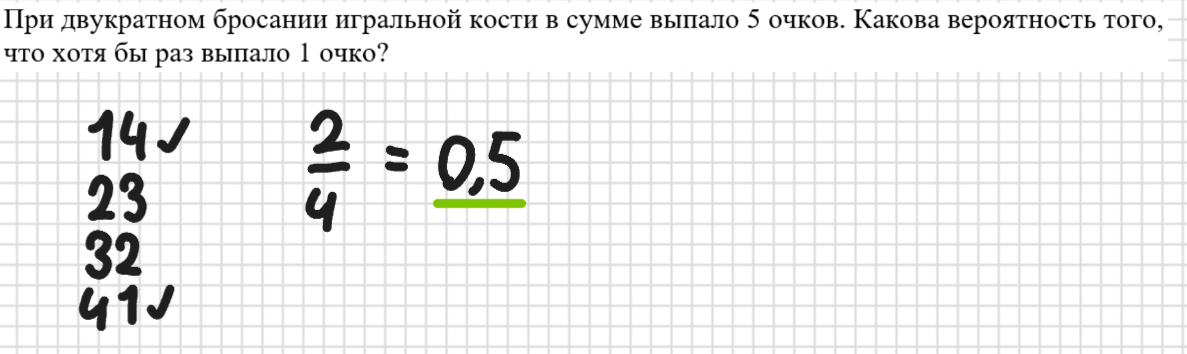 При двукратном бросании игральной кости в сумме выпало 5 очков. Какова вероятность того,
что хотя бы раз выпало 1 очко?
14✓
23
32
41✓
2/4 = 0,5